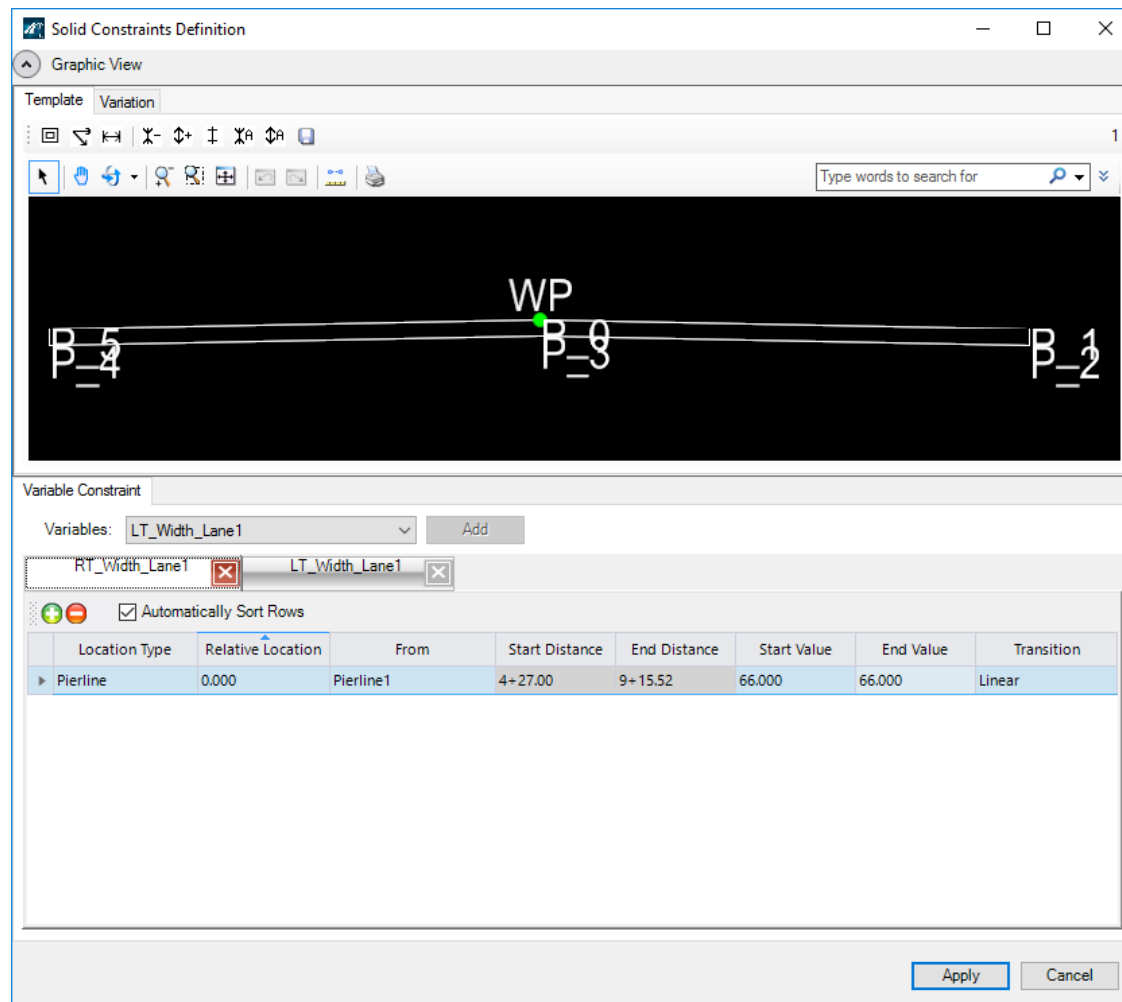 Solid Constraints Definition
Graphic View
Template Variation
1
Type words to search for
WP
P_5 P_0 P_1
P_4 P_3 P_2
Variable Constraint
Variables: LT_Width_Lane1 Add
RT_Width_Lane1 LT_Width_Lane1
Automatically Sort Rows
Location Type Relative Location From Start Distance End Distance Start Value End Value Transition
Pierline 0.000 Pierline1 4+27.00 9+15.52 66.000 66.000 Linear
Apply Cancel